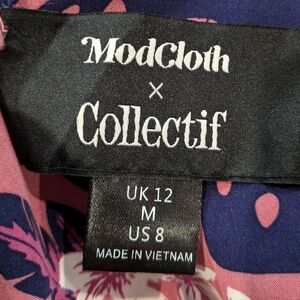 ModCloth
×
Collectif
UK 12
M
US 8
MADE IN VIETNAM